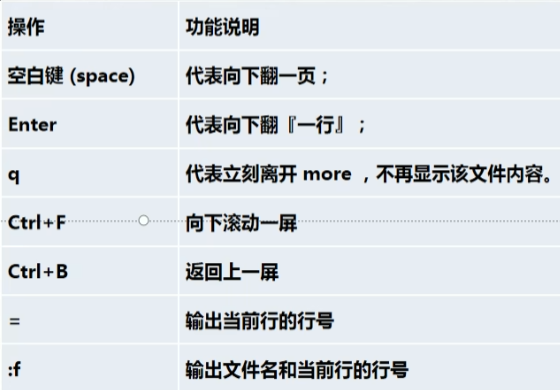 操作 功能说明
空白键 (space) 代表向下翻一页；
Enter 代表向下翻『一行』；
q 代表立刻离开 more ，不再显示该文件内容。
Ctrl+F 向下滚动一屏
Ctrl+B 返回上一屏
= 输出当前行的行号
:f 输出文件名和当前行的行号